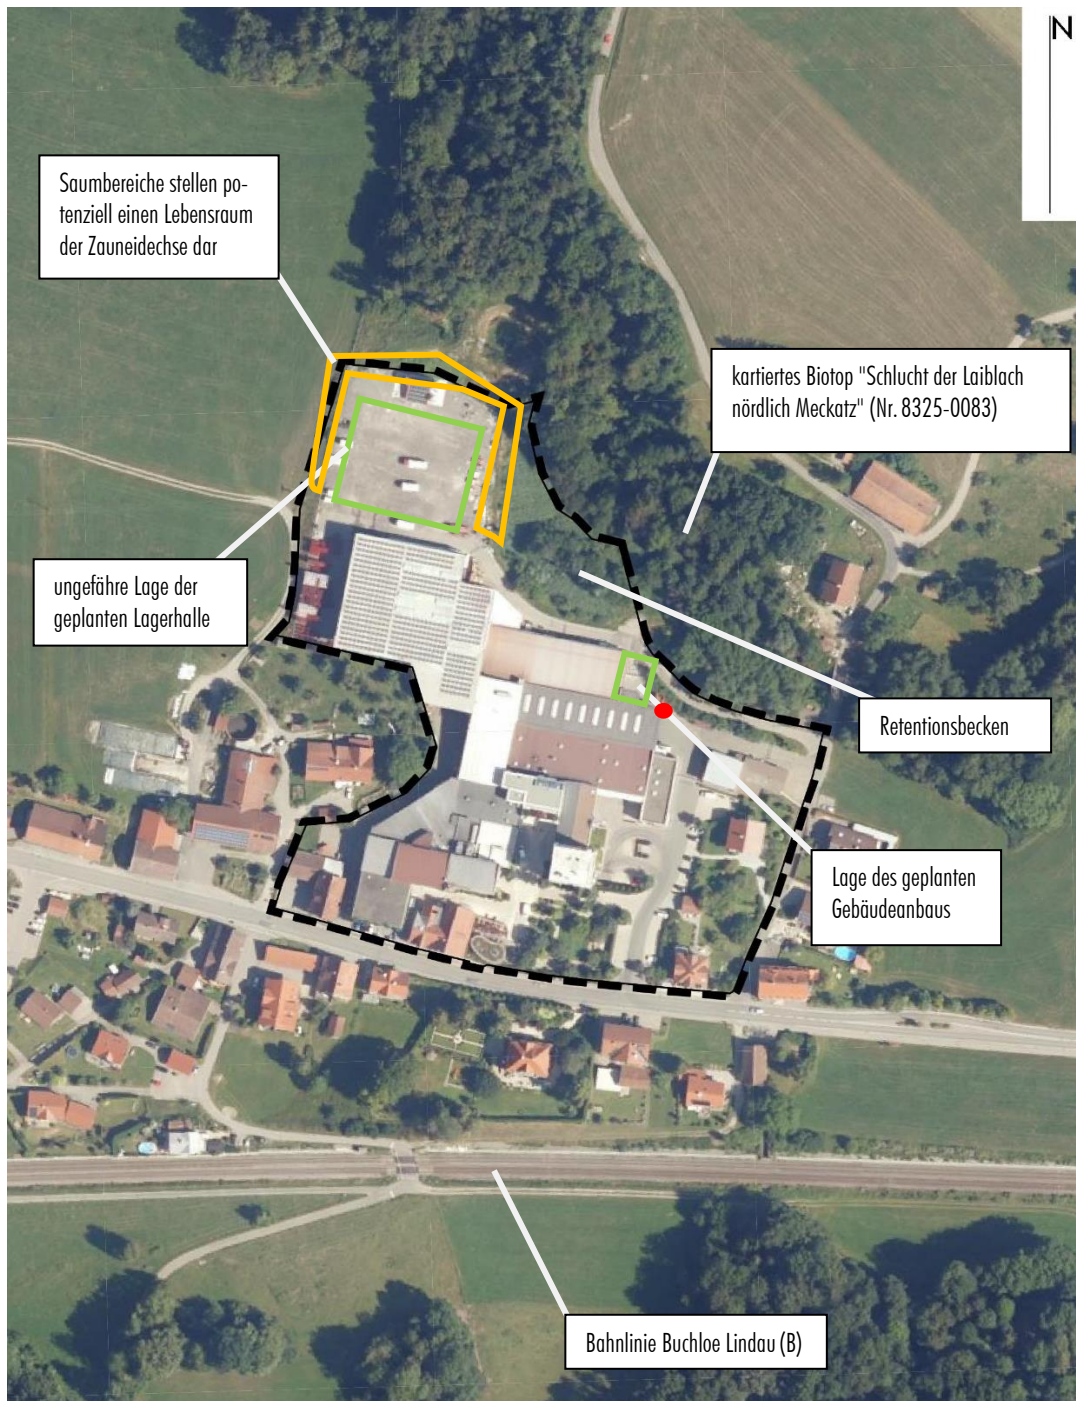 N
Saumbereiche stellen po-
tenziell einen Lebensraum
der Zauneidechse dar
kartiertes Biotop "Schlucht der Laiblach
nördlich Meckatz" (Nr. 8325-0083)
ungefähre Lage der
geplanten Lagerhalle
Retentionsbecken
Lage des geplanten
Gebäudeanbaus
Bahnlinie Buchloe Lindau (B)